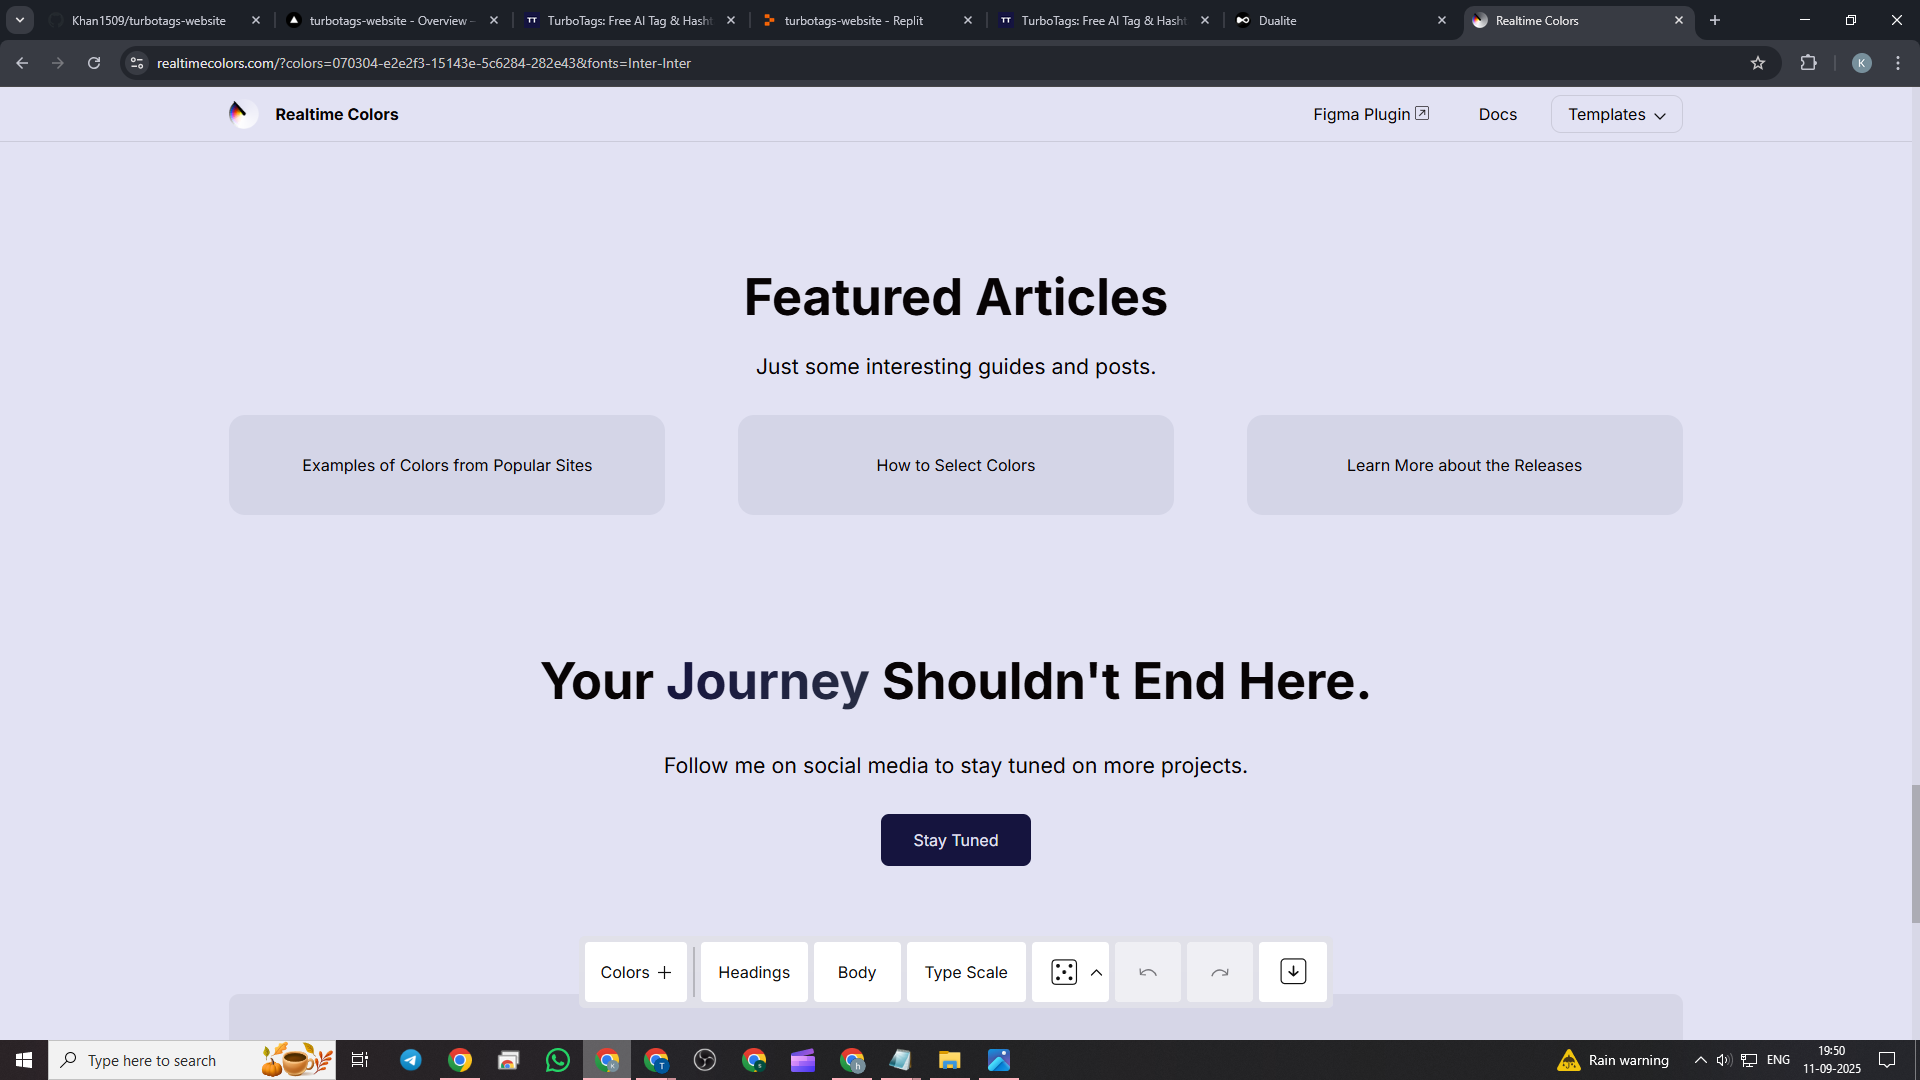 Khan1509/turbotags-website
turbotags-website - Overview -
TT
TurboTags: Free AI Tag & Hasht
turbotags-website - Replit
TT
TurboTags: Free AI Tag & Hasht
Dualite
Realtime Colors
realtimecolors.com/?colors=070304-e2e2f3-15143e-5c6284-282e43&fonts=Inter-Inter
K
Realtime Colors
Figma Plugin
Docs
Templates
Featured Articles
Just some interesting guides and posts.
Examples of Colors from Popular Sites
How to Select Colors
Learn More about the Releases
Your Journey Shouldn't End Here.
Follow me on social media to stay tuned on more projects.
Stay Tuned
Colors
Headings
Body
Type Scale
Type here to search
Rain warning
ENG
19:50
11-09-2025